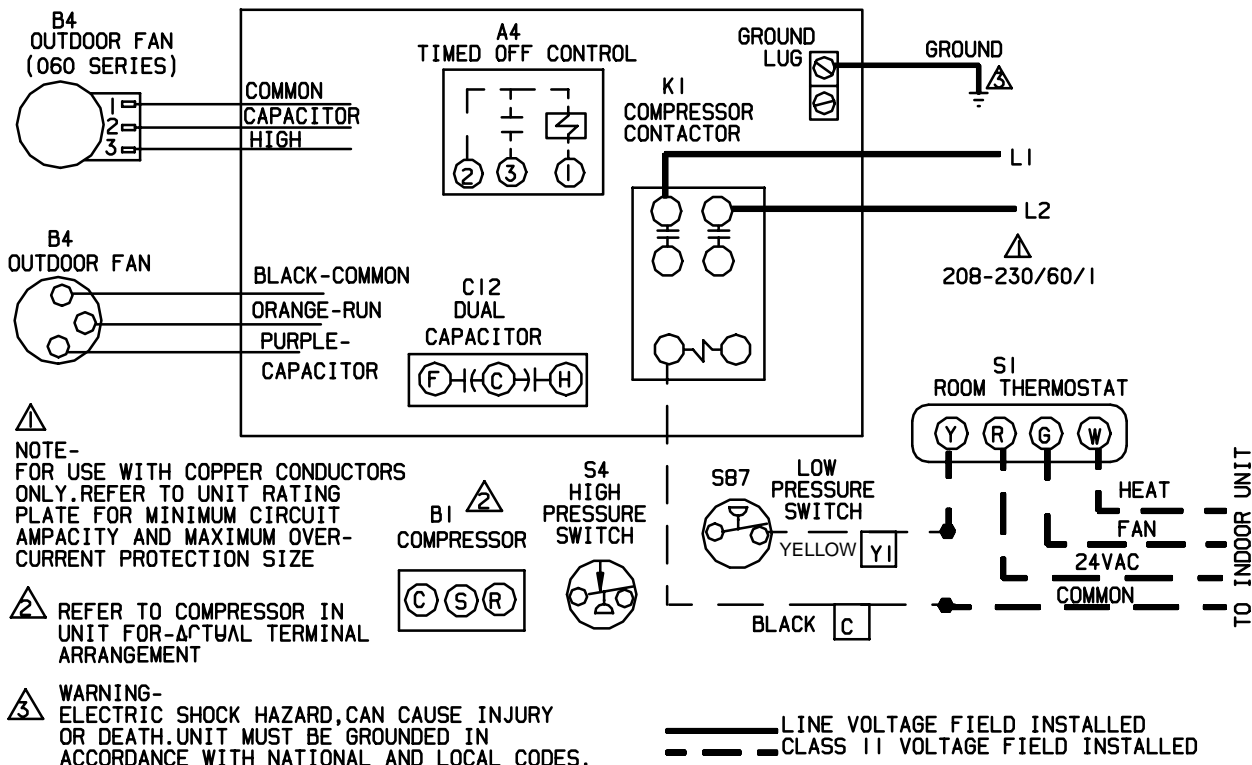 B4
OUTDOOR FAN
(060 SERIES)
1
2
3
COMMON
CAPACITOR
HIGH
A4
TIMED OFF CONTROL
2 3 1
GROUND
LUG
GROUND
3
K1
COMPRESSOR
CONTACTOR
L1
L2
1
208-230/60/1
B4
OUTDOOR FAN
BLACK-COMMON
ORANGE-RUN
PURPLE-
CAPACITOR
C12
DUAL
CAPACITOR
F C H
S1
ROOM THERMOSTAT
Y R G W
HEAT
FAN
24VAC
COMMON
TO INDOOR UNIT
S87
LOW
PRESSURE
SWITCH
YELLOW Y1
BLACK C
S4
HIGH
PRESSURE
SWITCH
2
B1
COMPRESSOR
C S R
1
NOTE-
FOR USE WITH COPPER CONDUCTORS
ONLY.REFER TO UNIT RATING
PLATE FOR MINIMUM CIRCUIT
AMPACITY AND MAXIMUM OVER-
CURRENT PROTECTION SIZE
2 REFER TO COMPRESSOR IN
UNIT FOR-ACTUAL TERMINAL
ARRANGEMENT
3 WARNING-
ELECTRIC SHOCK HAZARD,CAN CAUSE INJURY
OR DEATH.UNIT MUST BE GROUNDED IN
ACCORDANCE WITH NATIONAL AND LOCAL CODES.
LINE VOLTAGE FIELD INSTALLED
CLASS II VOLTAGE FIELD INSTALLED